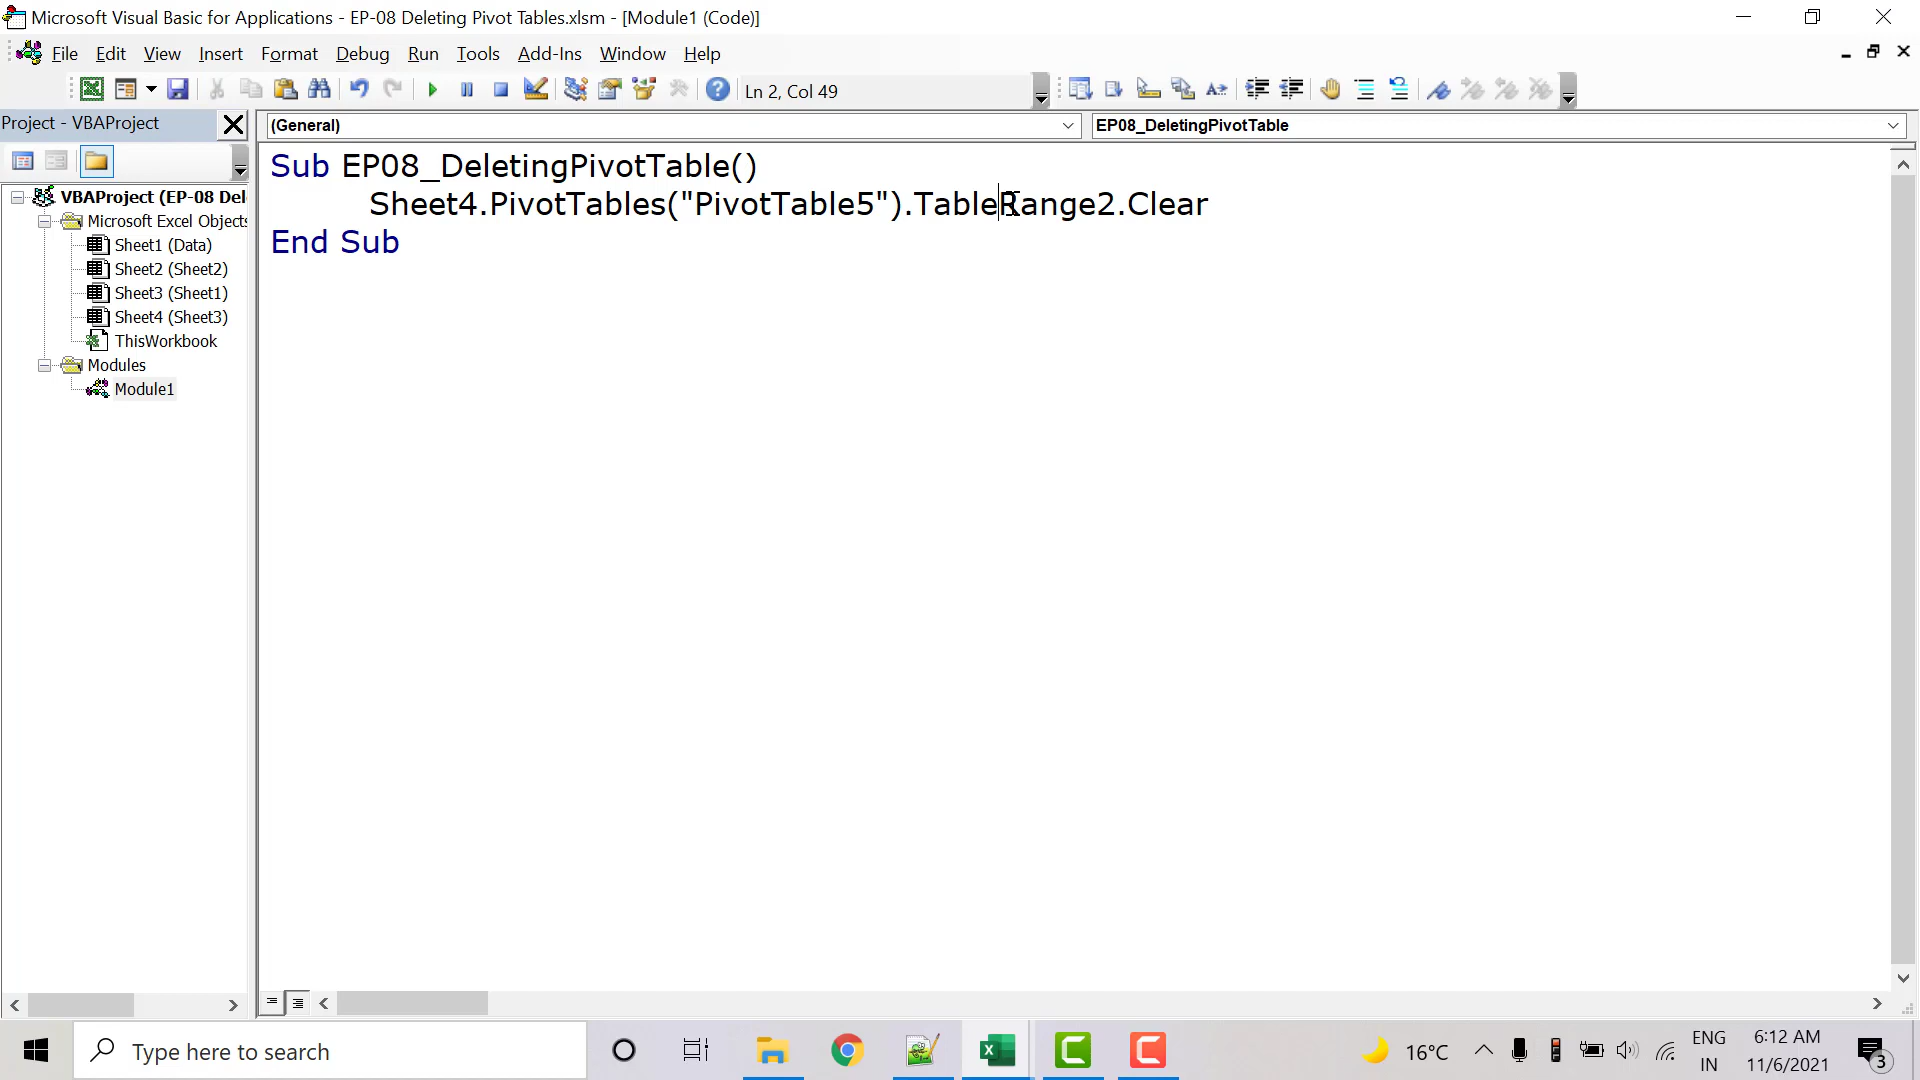 Microsoft Visual Basic for Applications - EP-08 Deleting Pivot Tables.xlsm - [Module1 (Code)]
File Edit View Insert Format Debug Run Tools Add-Ins Window Help
Ln 2, Col 49
Project - VBAProject
(General)
EP08_DeletingPivotTable
VBAProject (EP-08 Del
Microsoft Excel Objects
Sheet1 (Data)
Sheet2 (Sheet2)
Sheet3 (Sheet1)
Sheet4 (Sheet3)
ThisWorkbook
Modules
Module1
Sub EP08_DeletingPivotTable()
Sheet4.PivotTables("PivotTable5").TableRange2.Clear
End Sub
Type here to search
16°C
ENG
IN
6:12 AM
11/6/2021
3